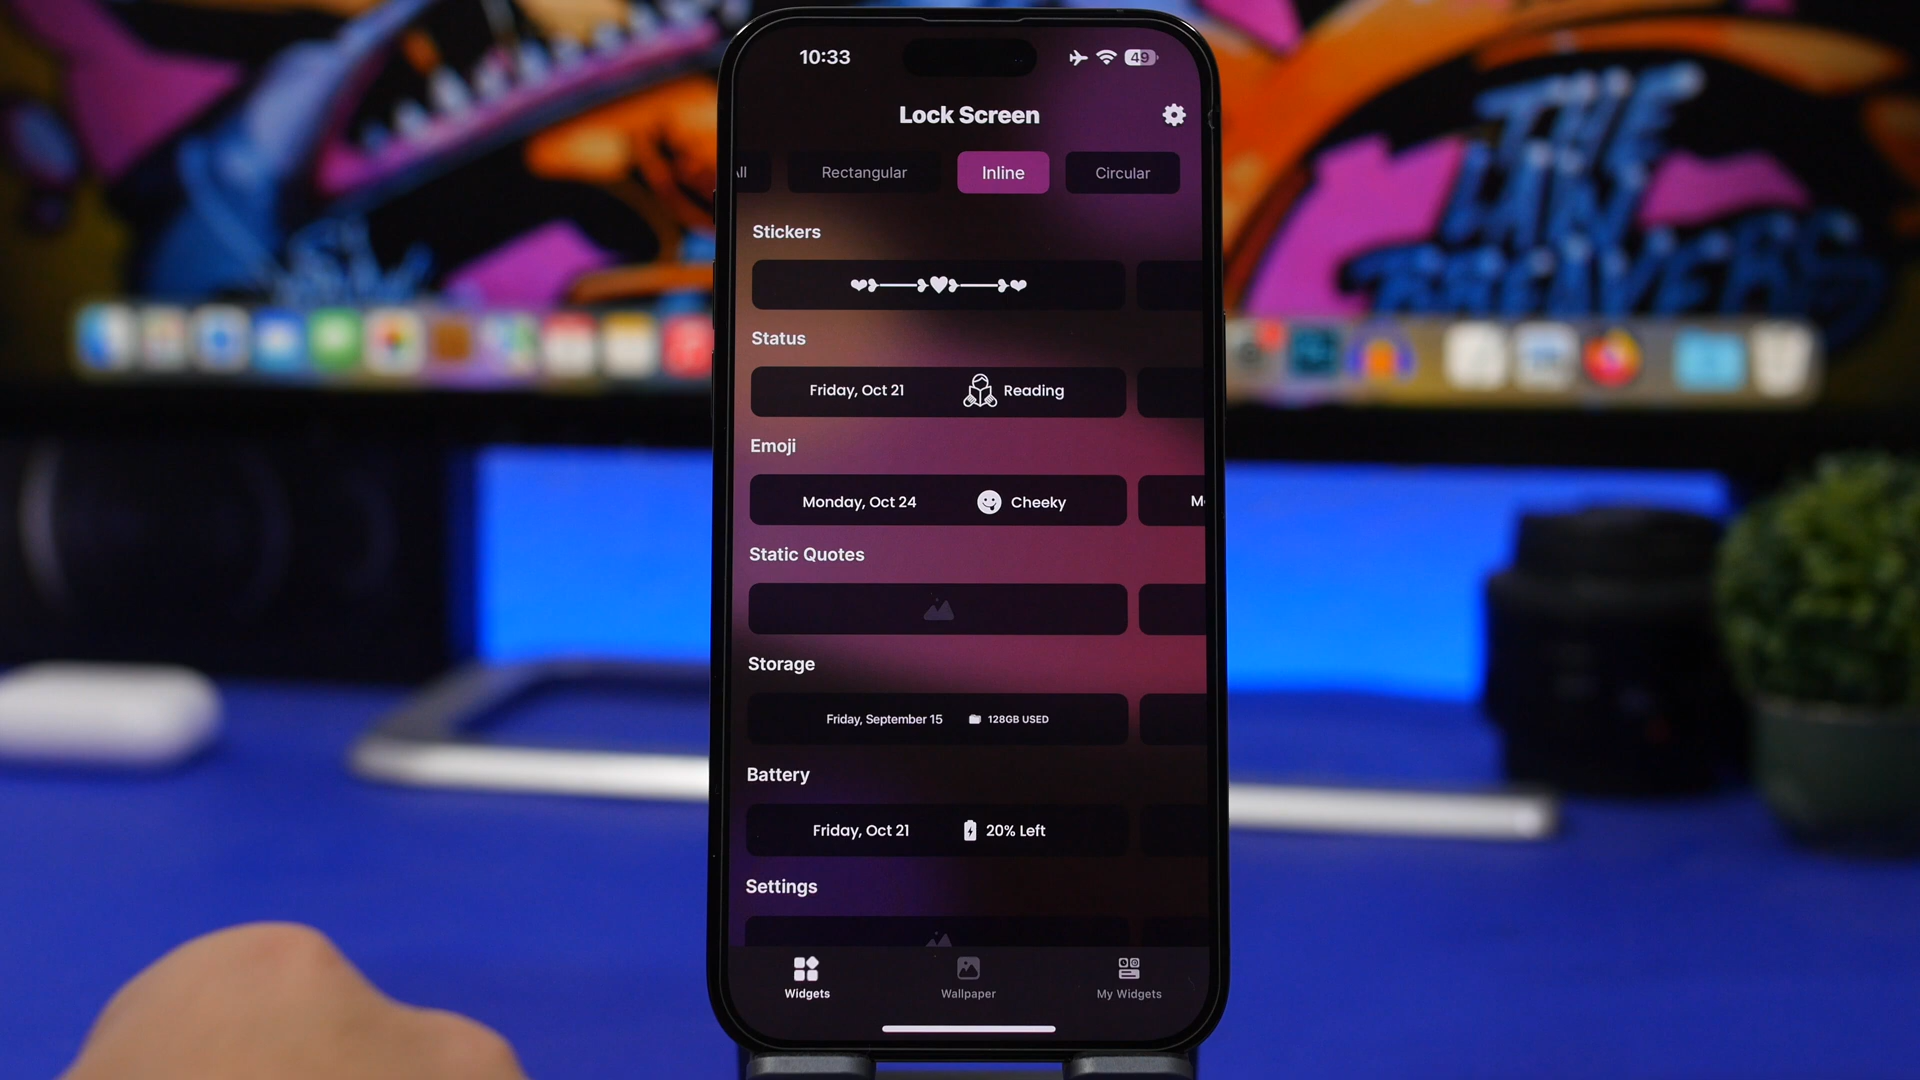 10:33
49
Lock Screen
Rectangular
Inline
Circular
Stickers
Status
Friday, Oct 21
Reading
Emoji
Monday, Oct 24
Cheeky
Static Quotes
Storage
Friday, September 15
128GB USED
Battery
Friday, Oct 21
20% Left
Settings
Widgets
Wallpaper
My Widgets
THE
BREAKERS